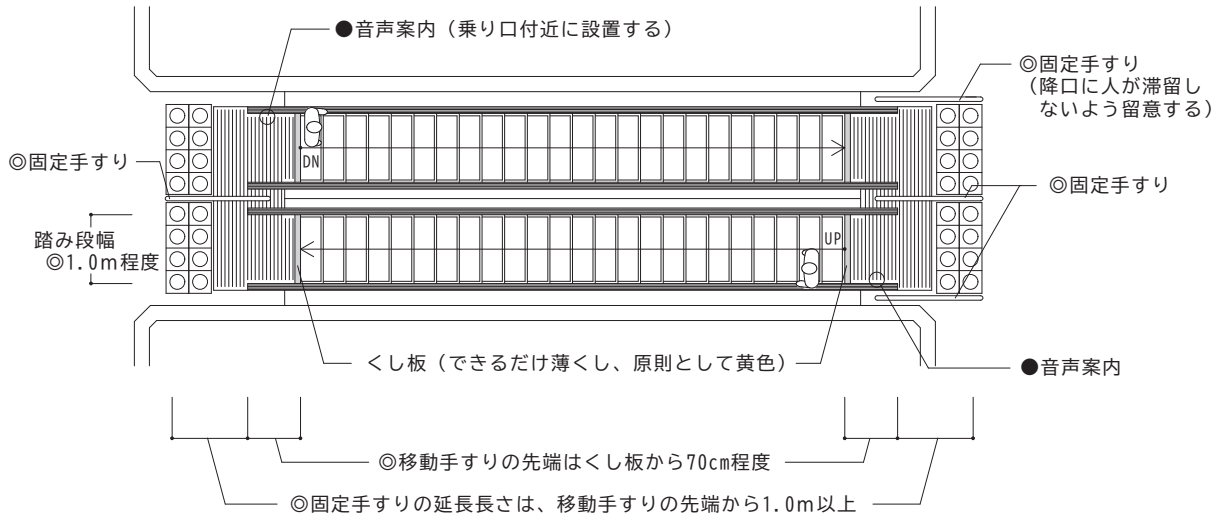 ●音声案内（乗り口付近に設置する）
◎固定手すり
（降口に人が滞留し
ないよう留意する）
◎固定手すり
DN
◎固定手すり
踏み段幅
◎1.0m程度
UP
くし板（できるだけ薄くし、原則として黄色）
●音声案内
◎移動手すりの先端はくし板から70cm程度
◎固定手すりの延長長さは、移動手すりの先端から1.0m以上